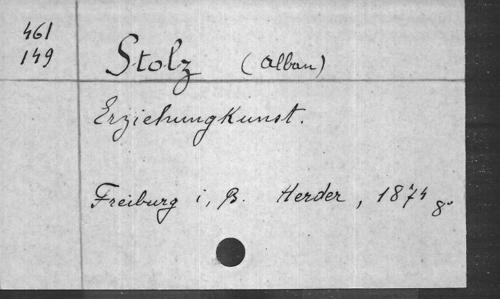 461
149
Stolz (Alban)
Erziehungkunst.
Freiburg i, B. Herder, 1874 8°